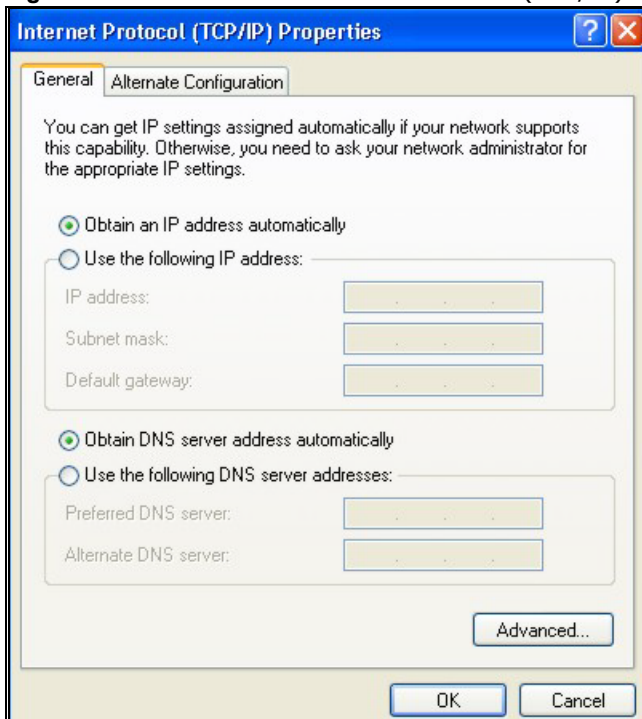 Internet Protocol (TCP/IP) Properties
General
Alternate Configuration
You can get IP settings assigned automatically if your network supports
this capability. Otherwise, you need to ask your network administrator for
the appropriate IP settings.
Obtain an IP address automatically
Use the following IP address:
IP address:
Subnet mask:
Default gateway:
Obtain DNS server address automatically
Use the following DNS server addresses:
Preferred DNS server:
Alternate DNS server:
Advanced...
OK
Cancel